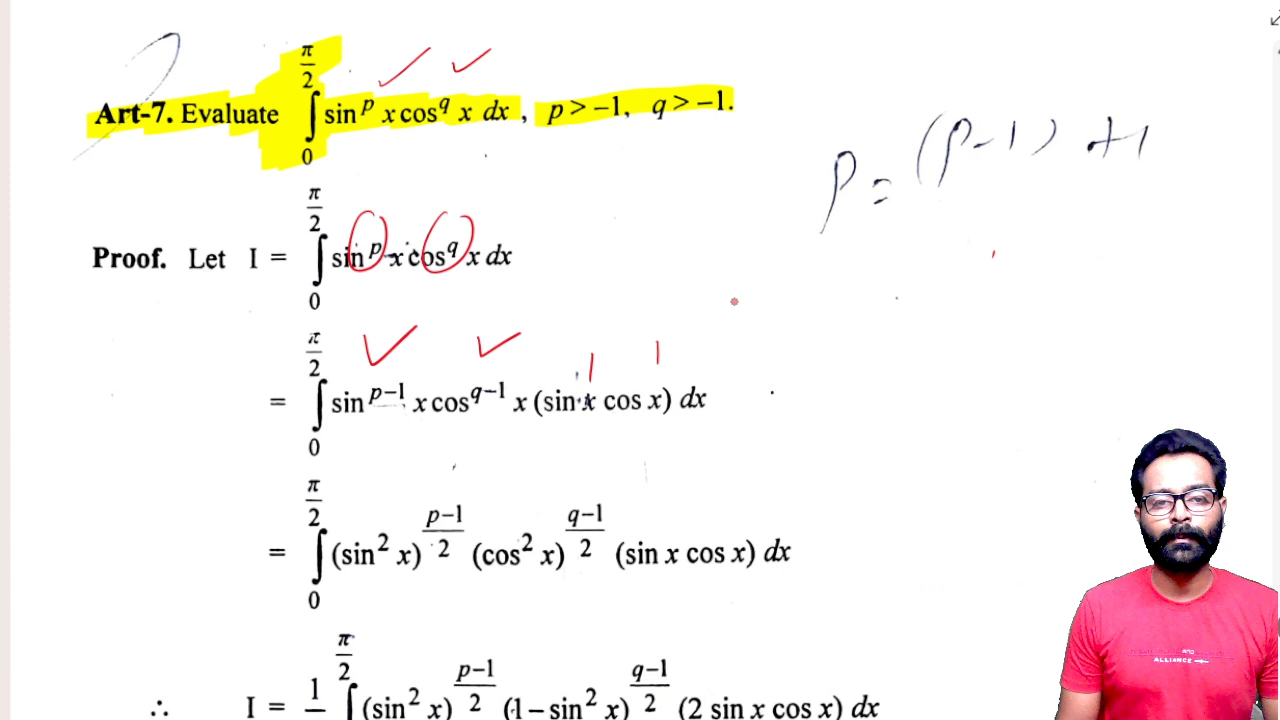 Art-7. Evaluate ∫₀^{π/2} sin^p x cos^q x dx , p > −1, q > −1.
p = (p−1) +1
Proof. Let I = ∫₀^{π/2} sin^p x cos^q x dx
= ∫₀^{π/2} sin^{p−1} x cos^{q−1} x (sin x cos x) dx
= ∫₀^{π/2} (sin² x)^{(p−1)/2} (cos² x)^{(q−1)/2} (sin x cos x) dx
∴ I = 1 ∫^{π/2} (sin² x)^{(p−1)/2} (1 − sin² x)^{(q−1)/2} (2 sin x cos x) dx
ALLIANCE